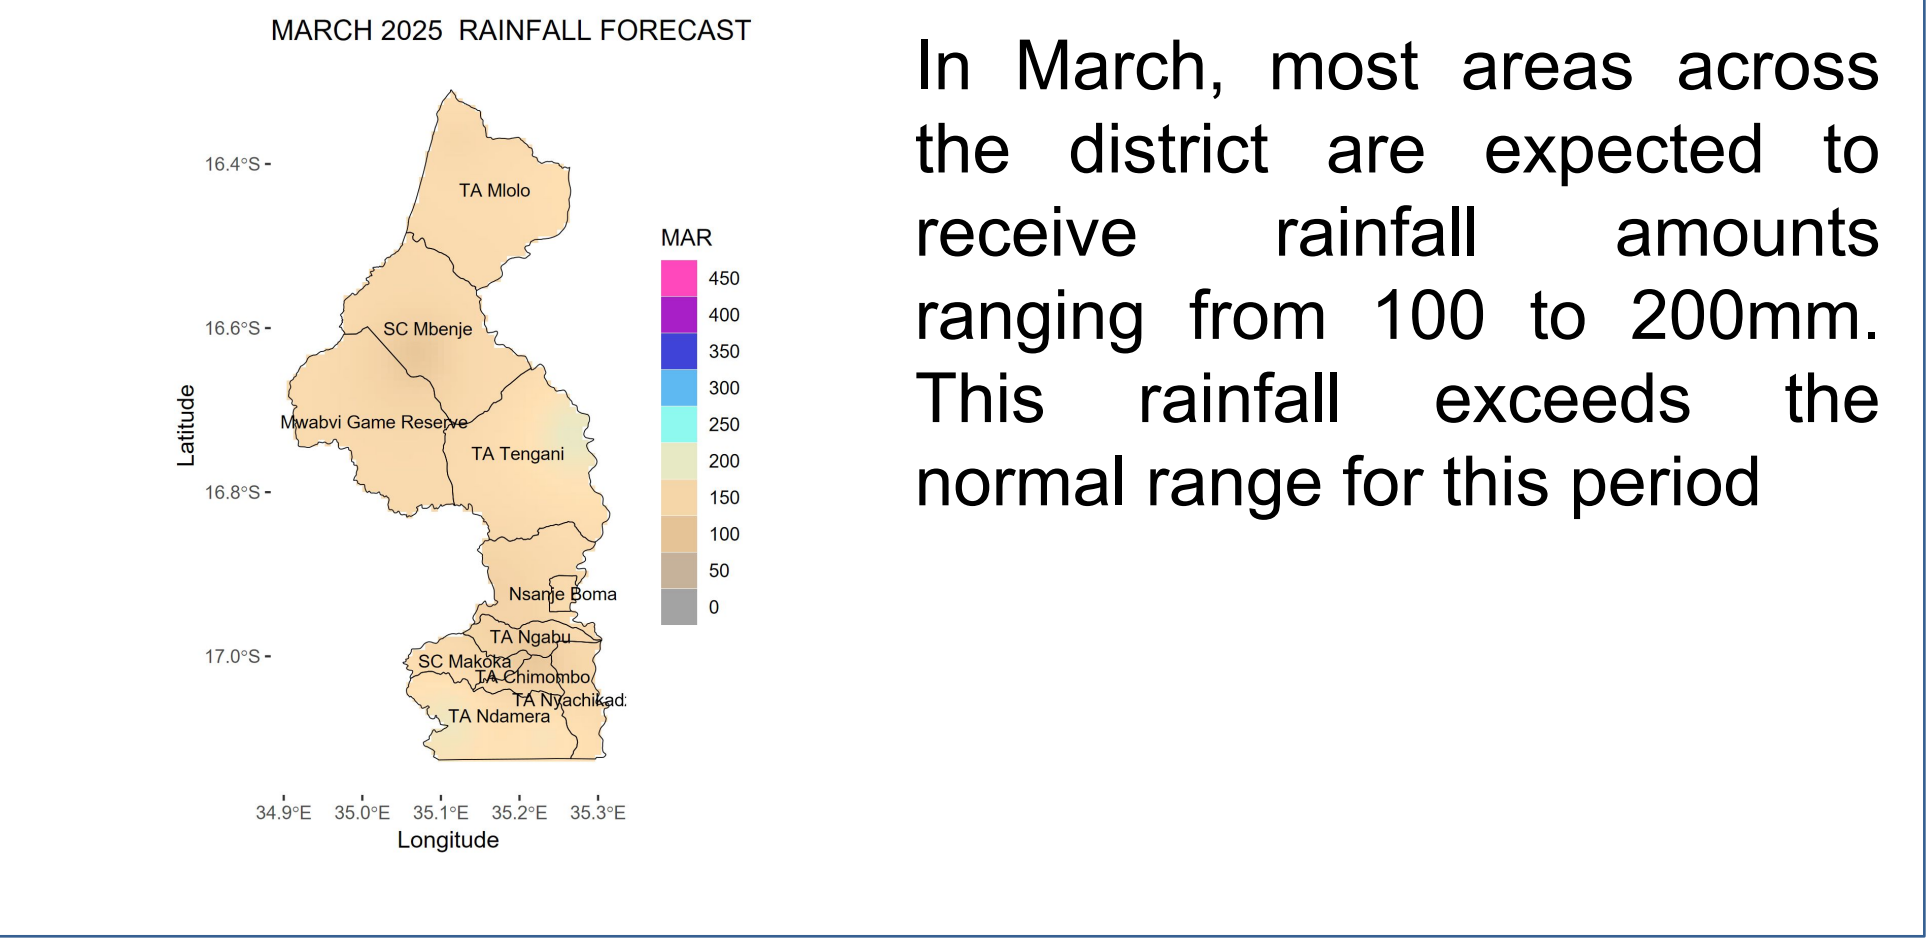 MARCH 2025 RAINFALL FORECAST
In March, most areas across
the district are expected to
receive rainfall amounts
ranging from 100 to 200mm.
This rainfall exceeds the
normal range for this period
Latitude
16.4°S
16.6°S
16.8°S
17.0°S
TA Mlolo
SC Mbenje
Mwabvi Game Reserve
TA Tengani
Nsanje Boma
TA Ngabu
SC Makoka
TA Chimombo
TA Nyachikad
TA Ndamera
MAR
450
400
350
300
250
200
150
100
50
0
34.9°E 35.0°E 35.1°E 35.2°E 35.3°E
Longitude